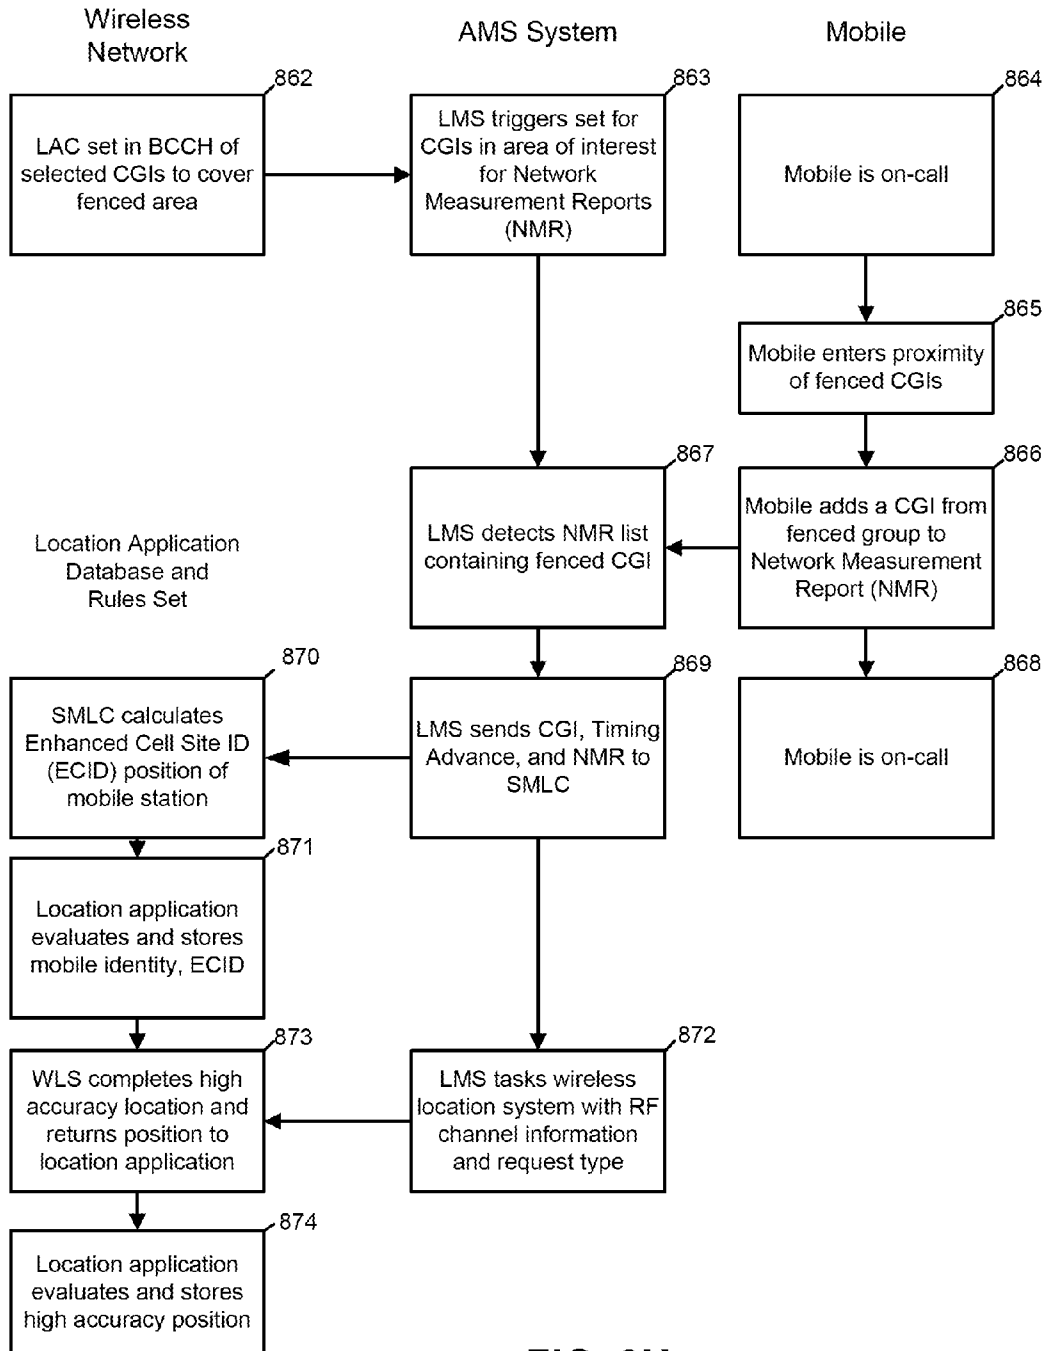 Wireless
Network
AMS System
Mobile
862
LAC set in BCCH of
selected CGIs to cover
fenced area
863
LMS triggers set for
CGIs in area of interest
for Network
Measurement Reports
(NMR)
864
Mobile is on-call
865
Mobile enters proximity
of fenced CGIs
866
Mobile adds a CGI from
fenced group to
Network Measurement
Report (NMR)
867
LMS detects NMR list
containing fenced CGI
868
Mobile is on-call
Location Application
Database and
Rules Set
869
LMS sends CGI, Timing
Advance, and NMR to
SMLC
870
SMLC calculates
Enhanced Cell Site ID
(ECID) position of
mobile station
871
Location application
evaluates and stores
mobile identity, ECID
872
LMS tasks wireless
location system with RF
channel information
and request type
873
WLS completes high
accuracy location and
returns position to
location application
874
Location application
evaluates and stores
high accuracy position